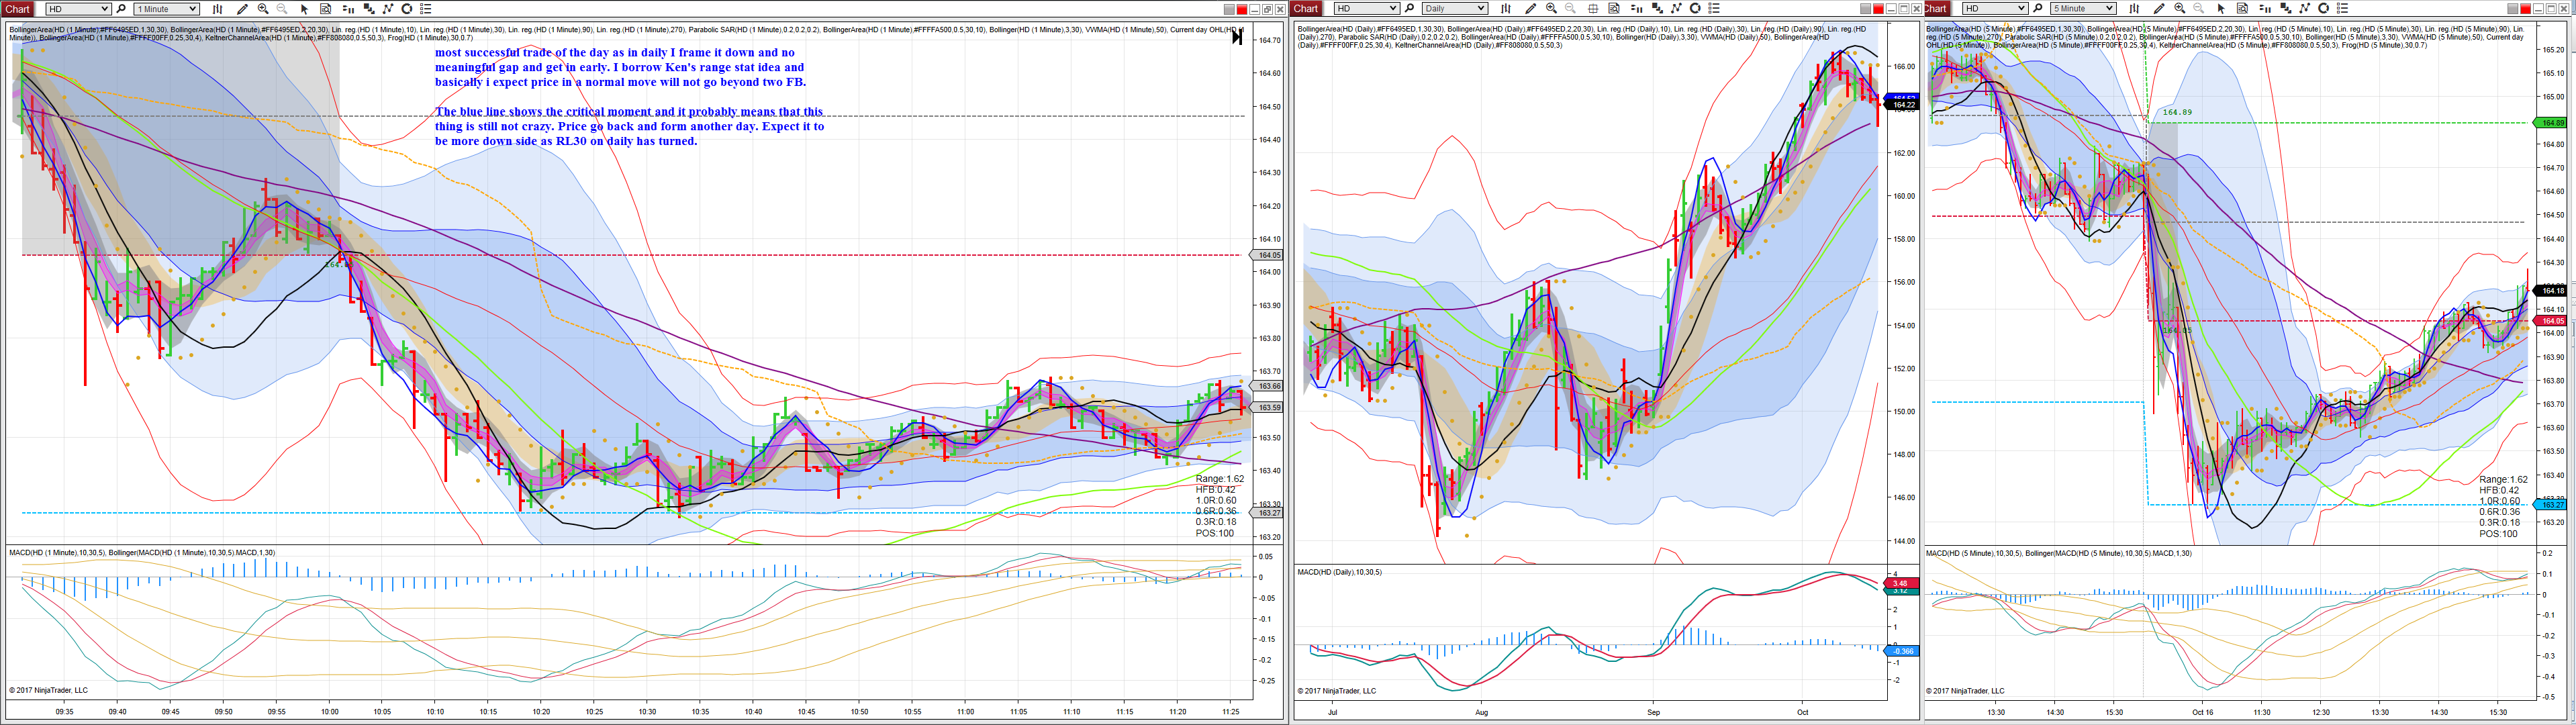 Chart
HD
1 Minute
BollingerArea(HD (1 Minute),#FF6495ED,1,30,30), BollingerArea(HD (1 Minute),#FF6495ED,2,20,30), Lin. reg.(HD (1 Minute),10), Lin. reg.(HD (1 Minute),30), Lin. reg.(HD (1 Minute),90), Lin. reg.(HD (1 Minute),270), Parabolic SAR(HD (1 Minute),0.2,0.2,0.2), BollingerArea(HD (1 Minute),#FFFFA500,0.5,30,10), Bollinger(HD (1 Minute),3,30), VWMA(HD (1 Minute),50), Current day OHL(HD (1
Minute)), BollingerArea(HD (1 Minute),#FFFF00FF,0.25,30,4), KeltnerChannelArea(HD (1 Minute),#FF808080,0.5,50,3), Frog(HD (1 Minute),30,0.7)
most successful trade of the day as in daily I frame it down and no
meaningful gap and get in early. I borrow Ken's range stat idea and
basically i expect price in a normal move will not go beyond two FB.
The blue line shows the critical moment and it probably means that this
thing is still not crazy. Price go back and form another day. Expect it to
be more down side as RL30 on daily has turned.
164.70
164.60
164.50
164.40
164.30
164.20
164.10
164.05
164.00
163.90
163.80
163.70
163.66
163.59
163.50
163.40
163.30
163.27
163.20
Range:1.62
HFB:0.42
1.0R:0.60
0.6R:0.36
0.3R:0.18
POS:100
MACD(HD (1 Minute),10,30,5), Bollinger(MACD(HD (1 Minute),10,30,5).MACD,1,30)
0.05
0
-0.05
-0.1
-0.15
-0.2
-0.25
© 2017 NinjaTrader, LLC
09:35 09:40 09:45 09:50 09:55 10:00 10:05 10:10 10:15 10:20 10:25 10:30 10:35 10:40 10:45 10:50 10:55 11:00 11:05 11:10 11:15 11:20 11:25
Chart
HD
Daily
BollingerArea(HD (Daily),#FF6495ED,1,30,30), BollingerArea(HD (Daily),#FF6495ED,2,20,30), Lin. reg.(HD (Daily),10), Lin. reg.(HD (Daily),30), Lin. reg.(HD (Daily),90), Lin. reg.(HD
(Daily),270), Parabolic SAR(HD (Daily),0.2,0.2,0.2), BollingerArea(HD (Daily),#FFFFA500,0.5,30,10), Bollinger(HD (Daily),3,30), VWMA(HD (Daily),50), BollingerArea(HD
(Daily),#FFFF00FF,0.25,30,4), KeltnerChannelArea(HD (Daily),#FF808080,0.5,50,3)
166.00
164.22
162.00
160.00
158.00
156.00
154.00
152.00
150.00
148.00
146.00
144.00
MACD(HD (Daily),10,30,5)
4
3.48
3.12
2
1
-0.366
-1
-2
© 2017 NinjaTrader, LLC
Jul Aug Sep Oct
Chart
HD
5 Minute
BollingerArea(HD (5 Minute),#FF6495ED,1,30,30), BollingerArea(HD (5 Minute),#FF6495ED,2,20,30), Lin. reg.(HD (5 Minute),10), Lin. reg.(HD (5 Minute),30), Lin. reg.(HD (5 Minute),90), Lin.
reg.(HD (5 Minute),270), Parabolic SAR(HD (5 Minute),0.2,0.2,0.2), BollingerArea(HD (5 Minute),#FFFFA500,0.5,30,10), Bollinger(HD (5 Minute),3,30), VWMA(HD (5 Minute),50), Current day
OHL(HD (5 Minute)), BollingerArea(HD (5 Minute),#FFFF00FF,0.25,30,4), KeltnerChannelArea(HD (5 Minute),#FF808080,0.5,50,3), Frog(HD (5 Minute),30,0.7)
164.89
165.20
165.10
165.00
164.89
164.80
164.70
164.60
164.50
164.40
164.30
164.18
164.10
164.05
164.00
163.90
163.80
163.70
163.60
163.50
163.40
163.27
163.20
Range:1.62
HFB:0.42
1.0R:0.60
0.6R:0.36
0.3R:0.18
POS:100
MACD(HD (5 Minute),10,30,5), Bollinger(MACD(HD (5 Minute),10,30,5).MACD,1,30)
0.2
0.1
0
-0.1
-0.2
-0.3
-0.4
-0.5
© 2017 NinjaTrader, LLC
13:30 14:30 15:30 Oct 16 11:30 12:30 13:30 14:30 15:30